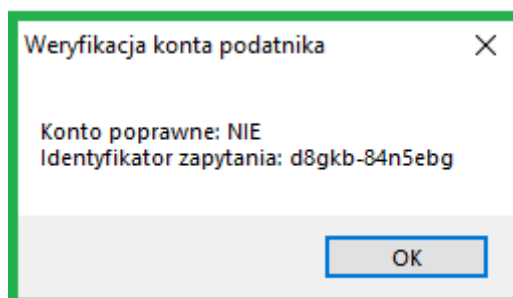 Weryfikacja konta podatnika
Konto poprawne: NIE
Identyfikator zapytania: d8gkb-84n5ebg
OK